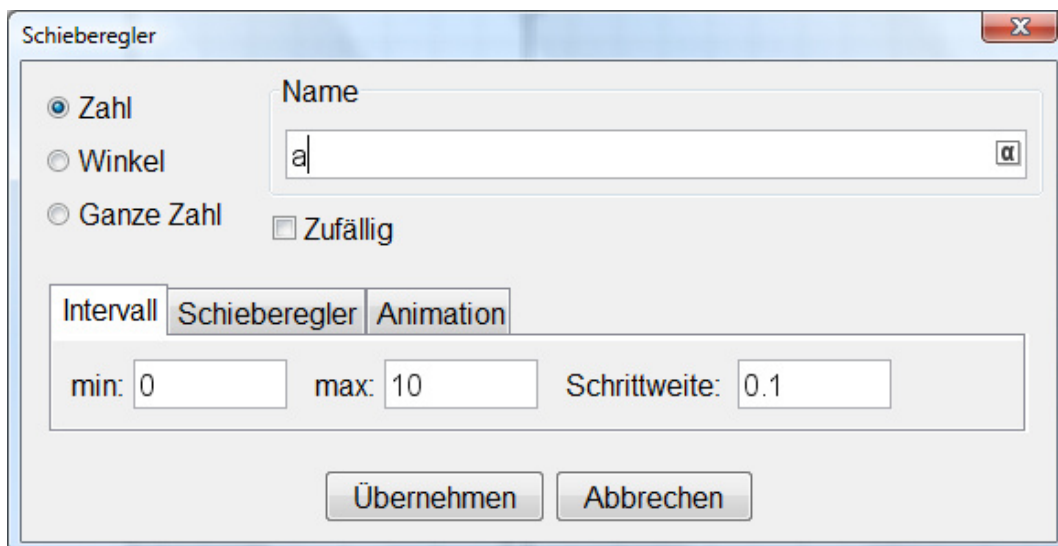 Schieberegler
Zahl
Winkel
Ganze Zahl
Name
a
α
Zufällig
Intervall Schieberegler Animation
min: 0 max: 10 Schrittweite: 0.1
Übernehmen Abbrechen